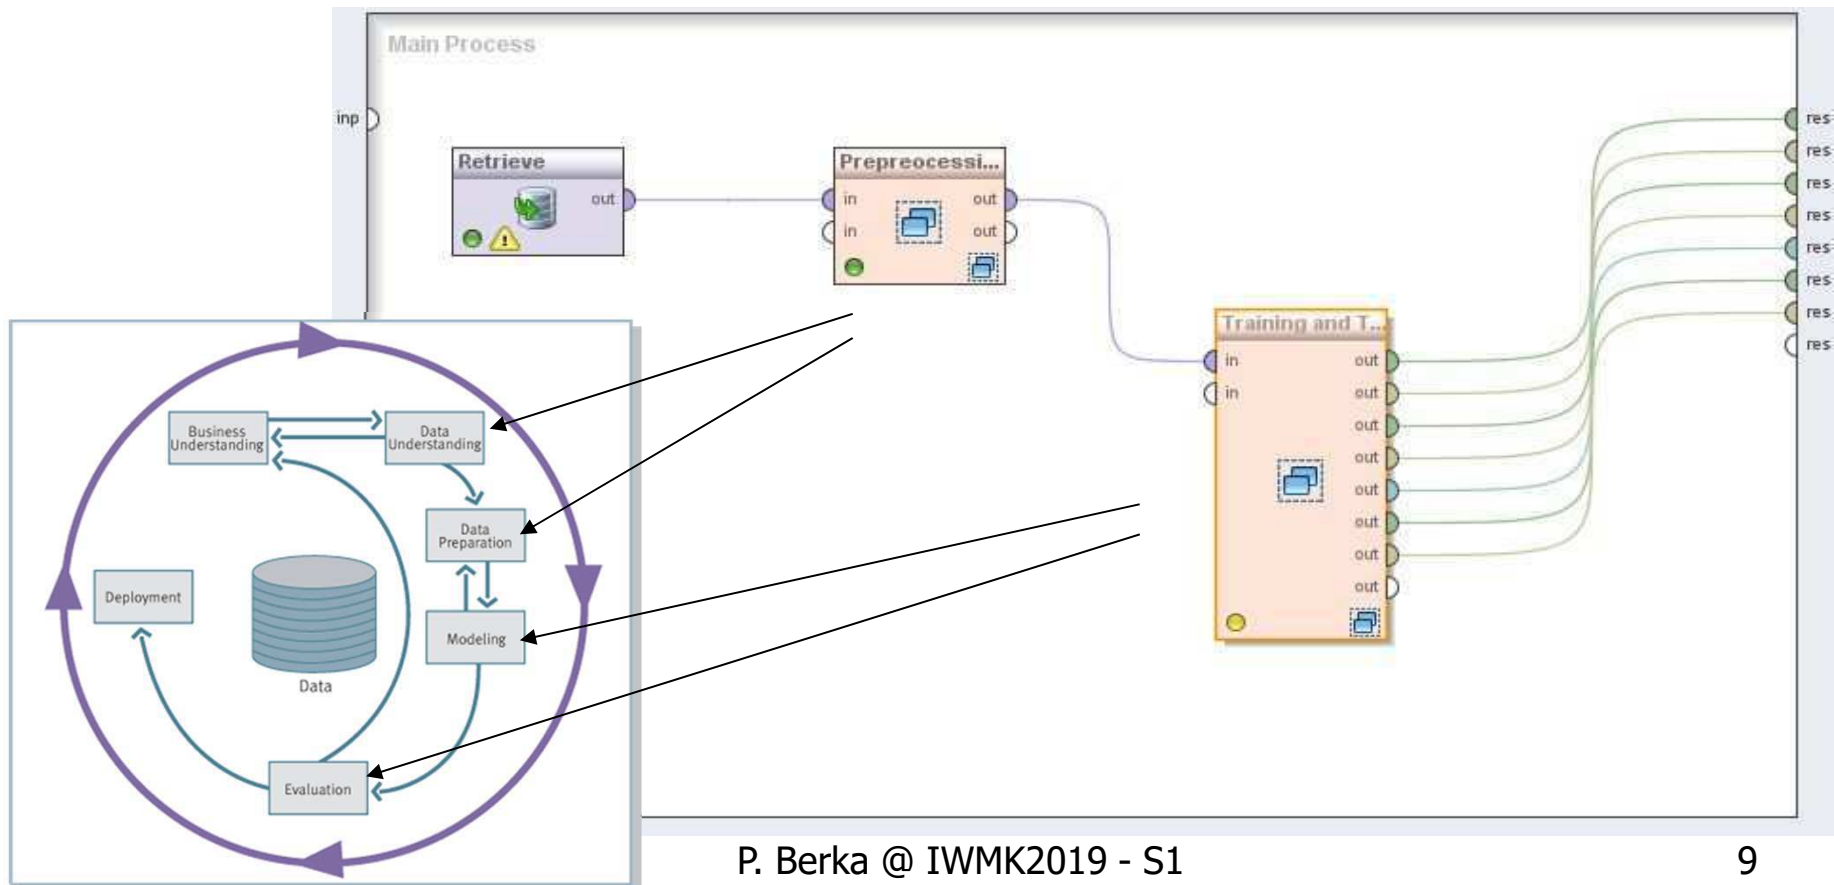 Main Process
inp
Retrieve
out
Prepreocessi...
in
out
in
out
Training and T...
in
out
in
out
out
out
out
out
out
out
res
res
res
res
res
res
res
res
Business
Understanding
Data
Understanding
Data
Preparation
Modeling
Evaluation
Deployment
Data
P. Berka @ IWMK2019 - S1
9